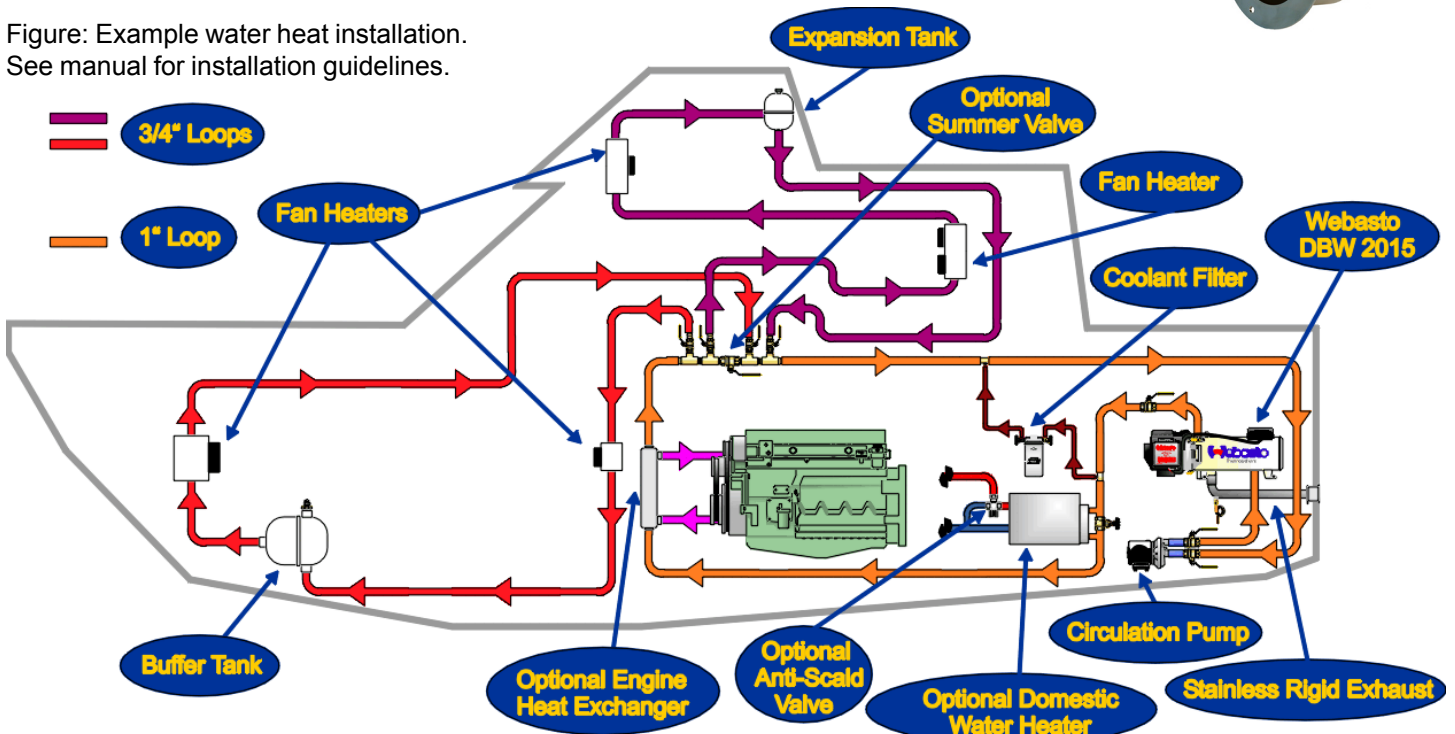 Figure: Example water heat installation.
See manual for installation guidelines.
Expansion Tank
Optional
Summer Valve
3/4" Loops
Fan Heaters
1" Loop
Fan Heater
Webasto
DBW 2015
Coolant Filter
Webasto
Buffer Tank
Optional Engine
Heat Exchanger
Optional
Anti-Scald
Valve
Optional Domestic
Water Heater
Circulation Pump
Stainless Rigid Exhaust